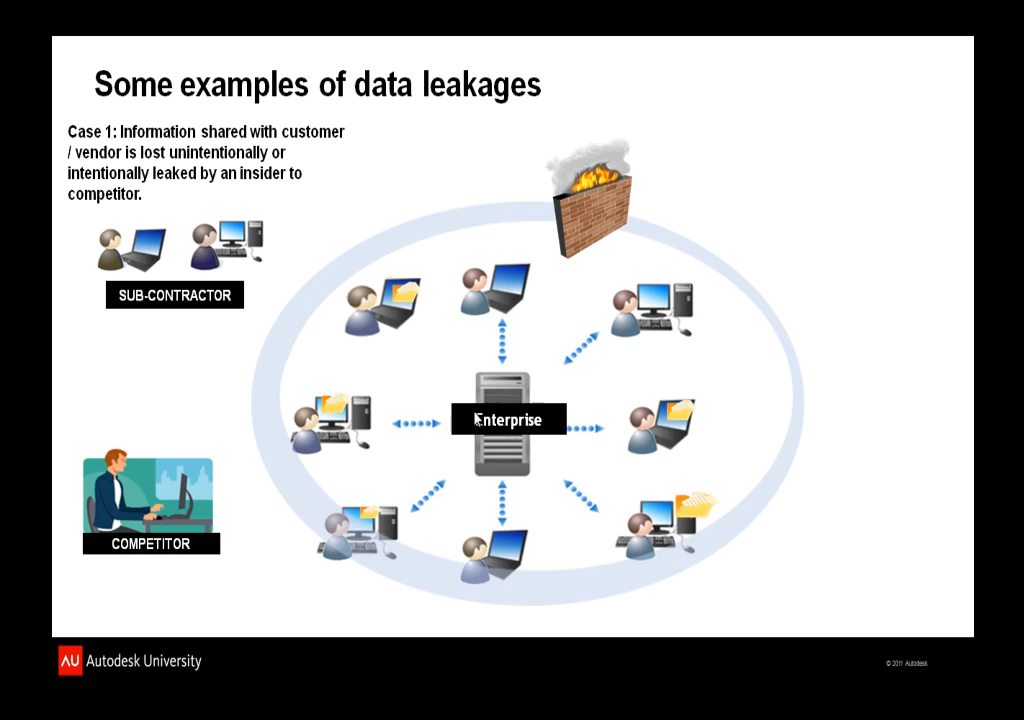 Some examples of data leakages
Case 1: Information shared with customer
/ vendor is lost unintentionally or
intentionally leaked by an insider to
competitor.
SUB-CONTRACTOR
Enterprise
COMPETITOR
AU Autodesk University
© 2011 Autodesk